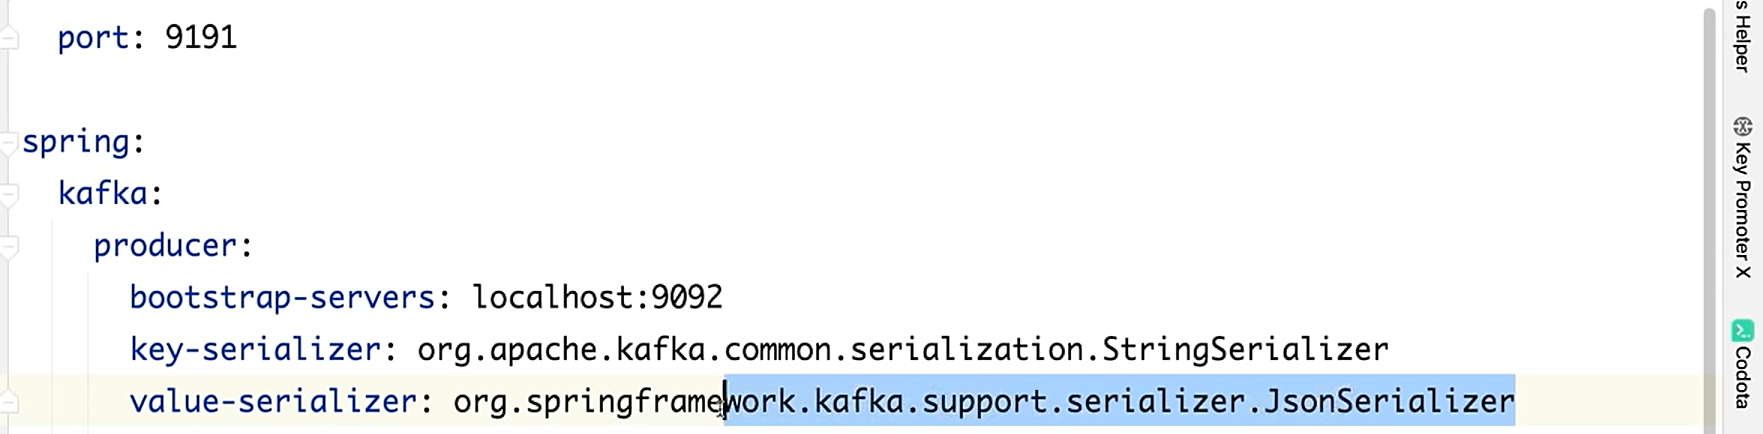 port: 9191
spring:
kafka:
producer:
bootstrap-servers: localhost:9092
key-serializer: org.apache.kafka.common.serialization.StringSerializer
value-serializer: org.springframework.kafka.support.serializer.JsonSerializer
s Helper
Key Promoter X
Codota